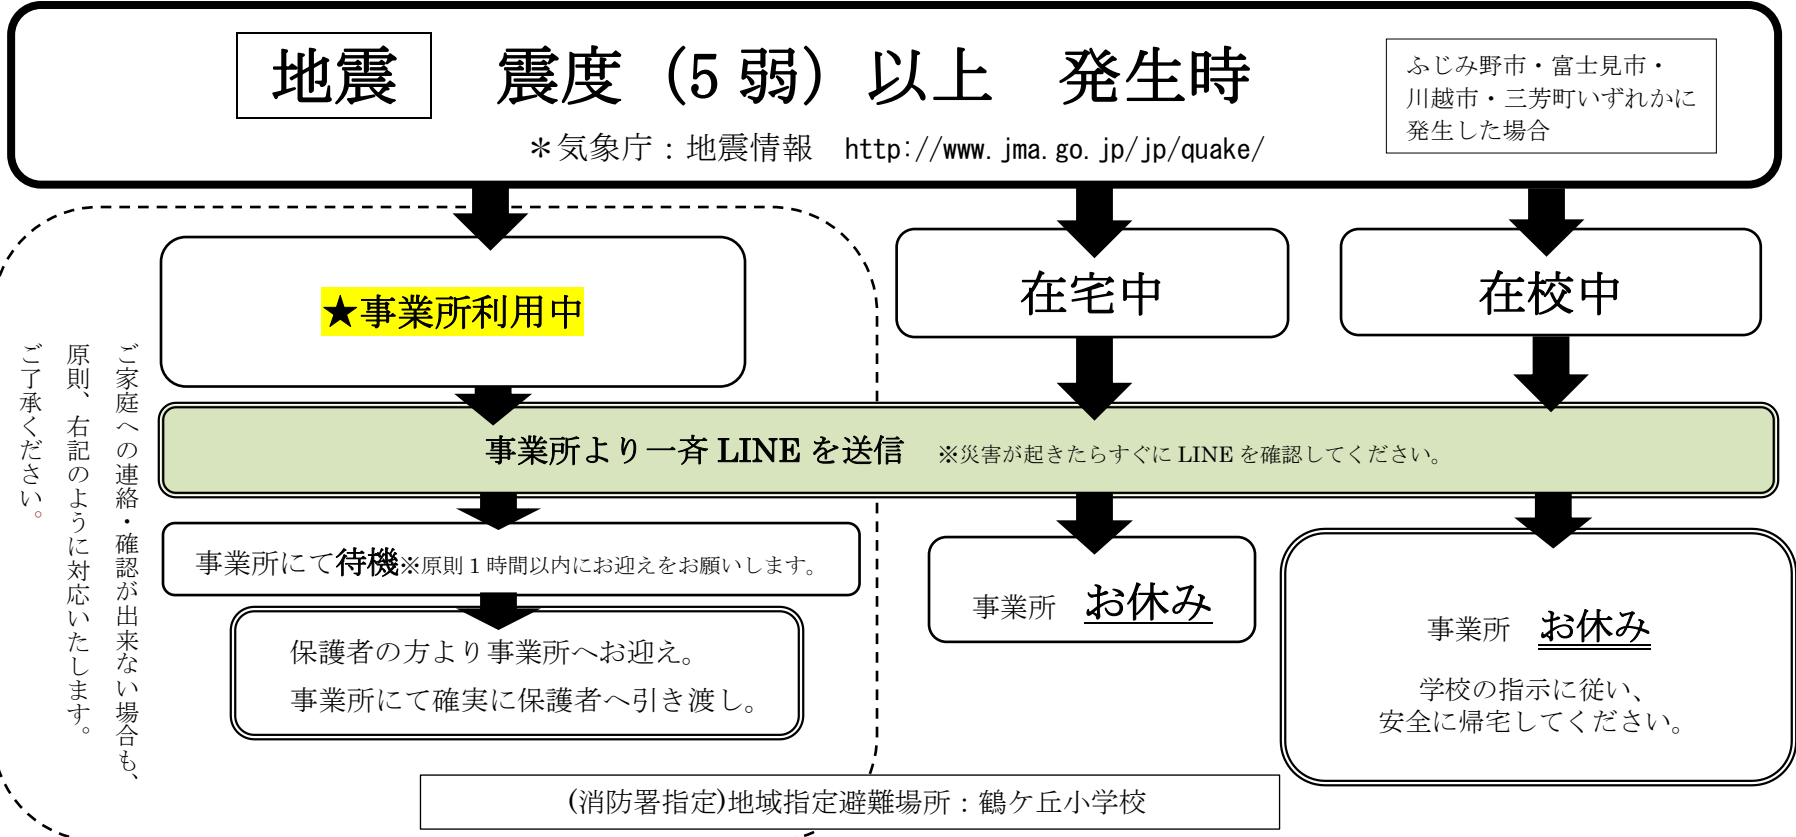 地震　震度（5弱）以上　発生時
＊気象庁：地震情報　http://www.jma.go.jp/jp/quake/
ふじみ野市・富士見市・
川越市・三芳町いずれかに
発生した場合
★事業所利用中
在宅中
在校中
ご家庭への連絡・確認が出来ない場合も、
原則、右記のように対応いたします。
ご了承ください。
事業所より一斉 LINE を送信　※災害が起きたらすぐに LINE を確認してください。
事業所にて待機※原則 1 時間以内にお迎えをお願いします。
保護者の方より事業所へお迎え。
事業所にて確実に保護者へ引き渡し。
事業所　お休み
事業所　お休み
学校の指示に従い、
安全に帰宅してください。
(消防署指定)地域指定避難場所：鶴ケ丘小学校